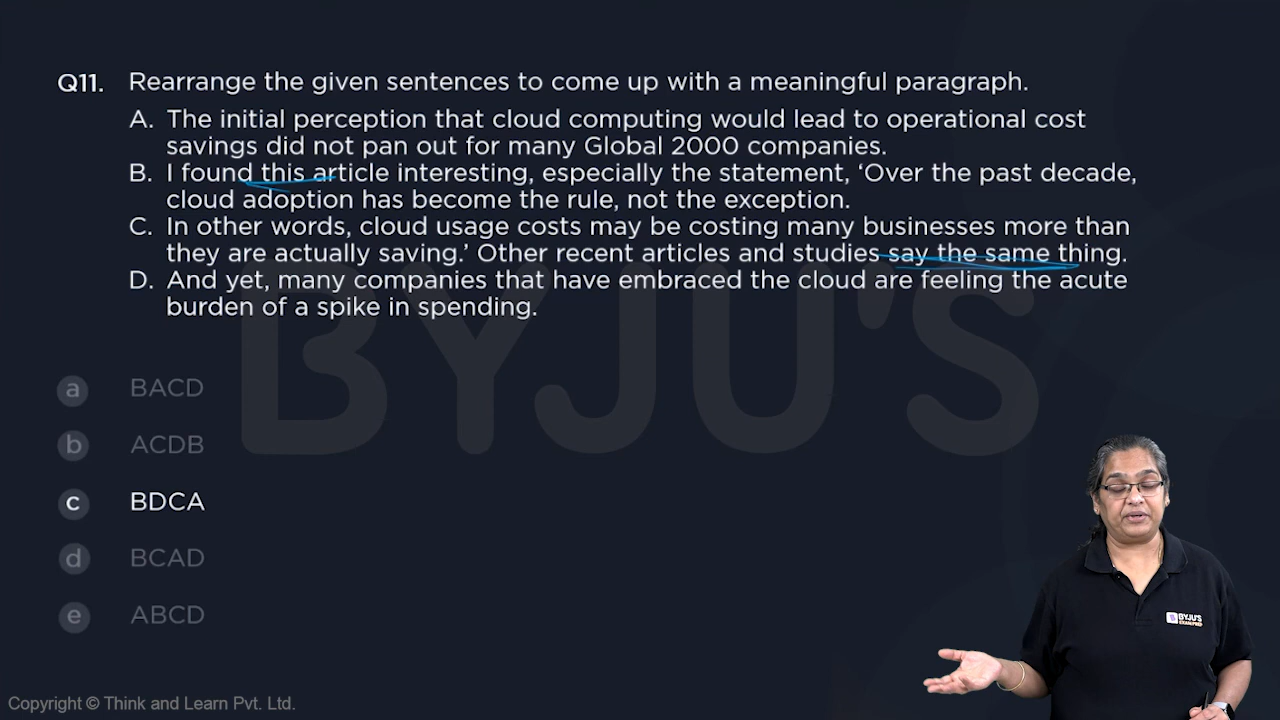 Q11. Rearrange the given sentences to come up with a meaningful paragraph.
A. The initial perception that cloud computing would lead to operational cost
savings did not pan out for many Global 2000 companies.
B. I found this article interesting, especially the statement, ‘Over the past decade,
cloud adoption has become the rule, not the exception.
C. In other words, cloud usage costs may be costing many businesses more than
they are actually saving.’ Other recent articles and studies say the same thing.
D. And yet, many companies that have embraced the cloud are feeling the acute
burden of a spike in spending.
BYJU'S
a BACD
b ACDB
c BDCA
d BCAD
e ABCD
BYJU'S
EXAM PREP
Copyright © Think and Learn Pvt. Ltd.